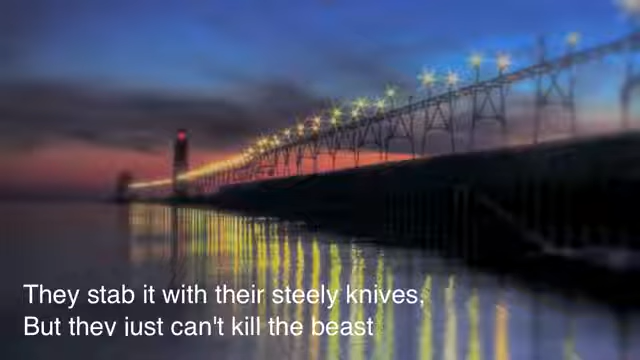 They stab it with their steely knives,
But they just can't kill the beast